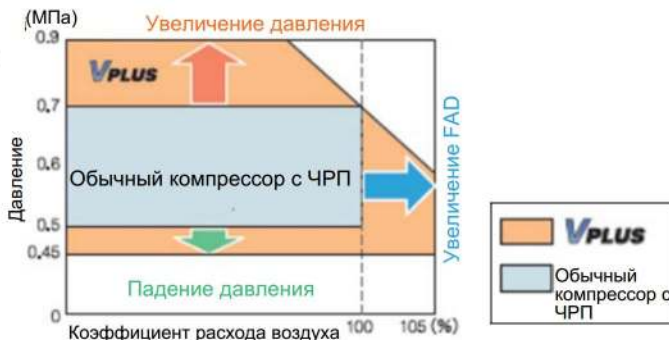 (МПа)
Увеличение давления
0.9
VPLUS
0.7
Увеличение FAD
Давление
0.6
Обычный компрессор с ЧРП
0.5
0.45
Падение давления
0
Коэффициент расхода воздуха
100
105 (%)
VPLUS
Обычный
компрессор с
ЧРП